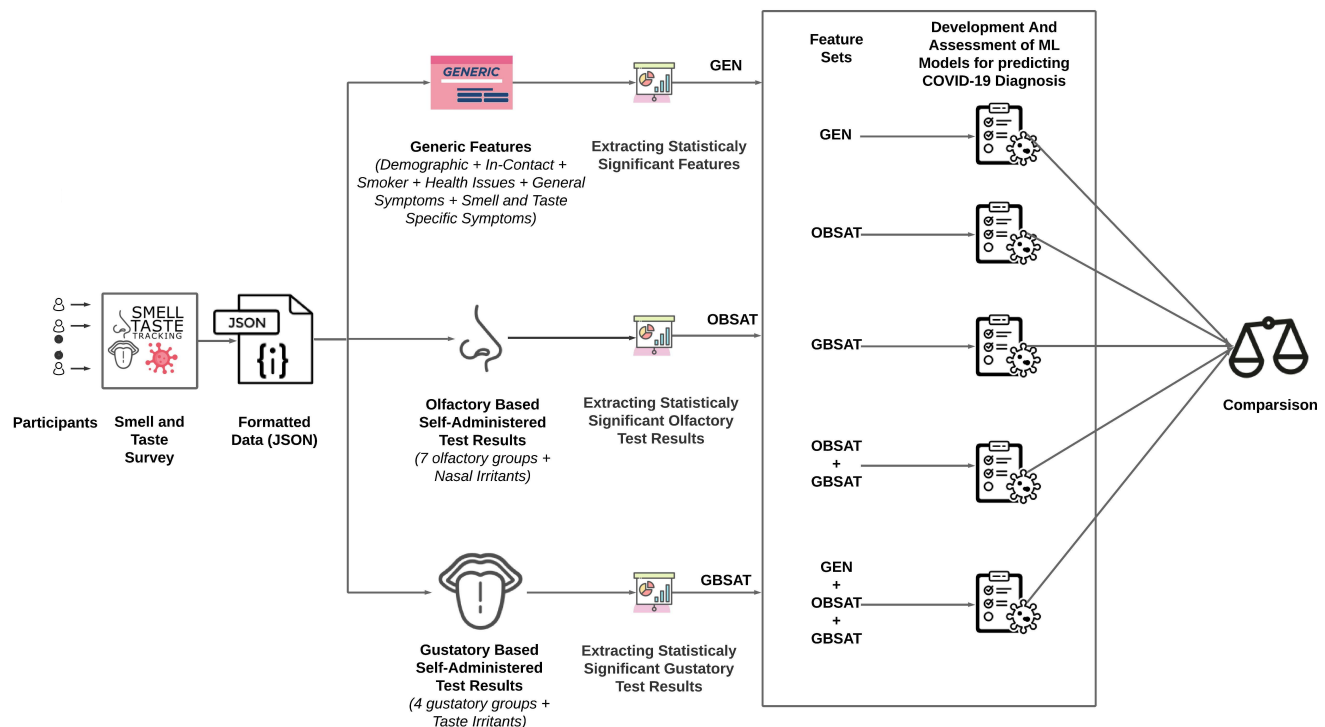 Participants
SMELL
TASTE
TRACKING
Smell and
Taste
Survey
JSON
{i}
Formatted
Data (JSON)
GENERIC
Generic Features
(Demographic + In-Contact +
Smoker + Health Issues + General
Symptoms + Smell and Taste
Specific Symptoms)
GEN
Extracting Statisticaly
Significant Features
Olfactory Based
Self-Administered
Test Results
(7 olfactory groups +
Nasal Irritants)
OBSAT
Extracting Statisticaly
Significant Olfactory
Test Results
Gustatory Based
Self-Administered
Test Results
(4 gustatory groups +
Taste Irritants)
GBSAT
Extracting Statisticaly
Significant Gustatory
Test Results
Feature
Sets
Development And
Assessment of ML
Models for predicting
COVID-19 Diagnosis
GEN
OBSAT
GBSAT
OBSAT
+
GBSAT
GEN
+
OBSAT
+
GBSAT
Comparsison